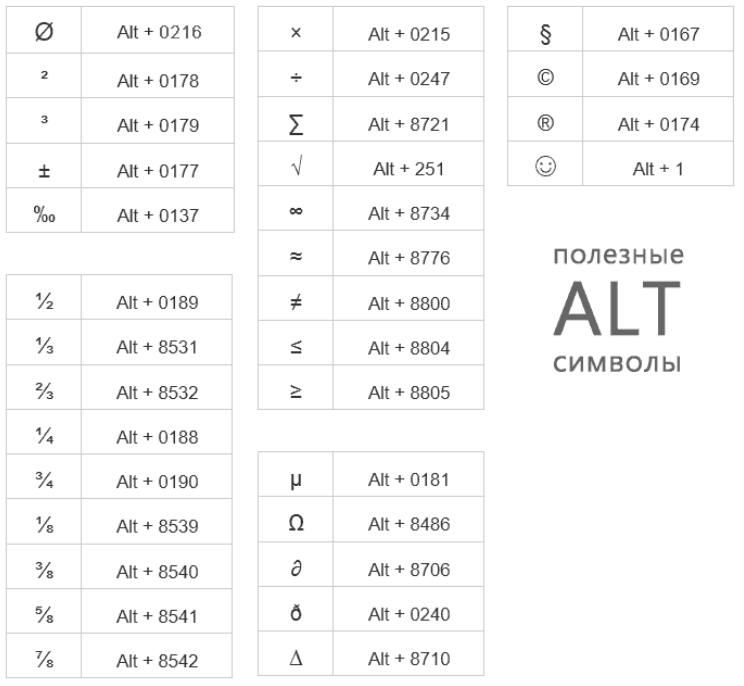 Ø Alt + 0216
² Alt + 0178
³ Alt + 0179
± Alt + 0177
‰ Alt + 0137
½ Alt + 0189
⅓ Alt + 8531
⅔ Alt + 8532
¼ Alt + 0188
¾ Alt + 0190
⅛ Alt + 8539
⅜ Alt + 8540
⅝ Alt + 8541
⅞ Alt + 8542
× Alt + 0215
÷ Alt + 0247
∑ Alt + 8721
√ Alt + 251
∞ Alt + 8734
≈ Alt + 8776
≠ Alt + 8800
≤ Alt + 8804
≥ Alt + 8805
µ Alt + 0181
Ω Alt + 8486
∂ Alt + 8706
ð Alt + 0240
∆ Alt + 8710
§ Alt + 0167
© Alt + 0169
® Alt + 0174
☺ Alt + 1
полезные
ALT
символы